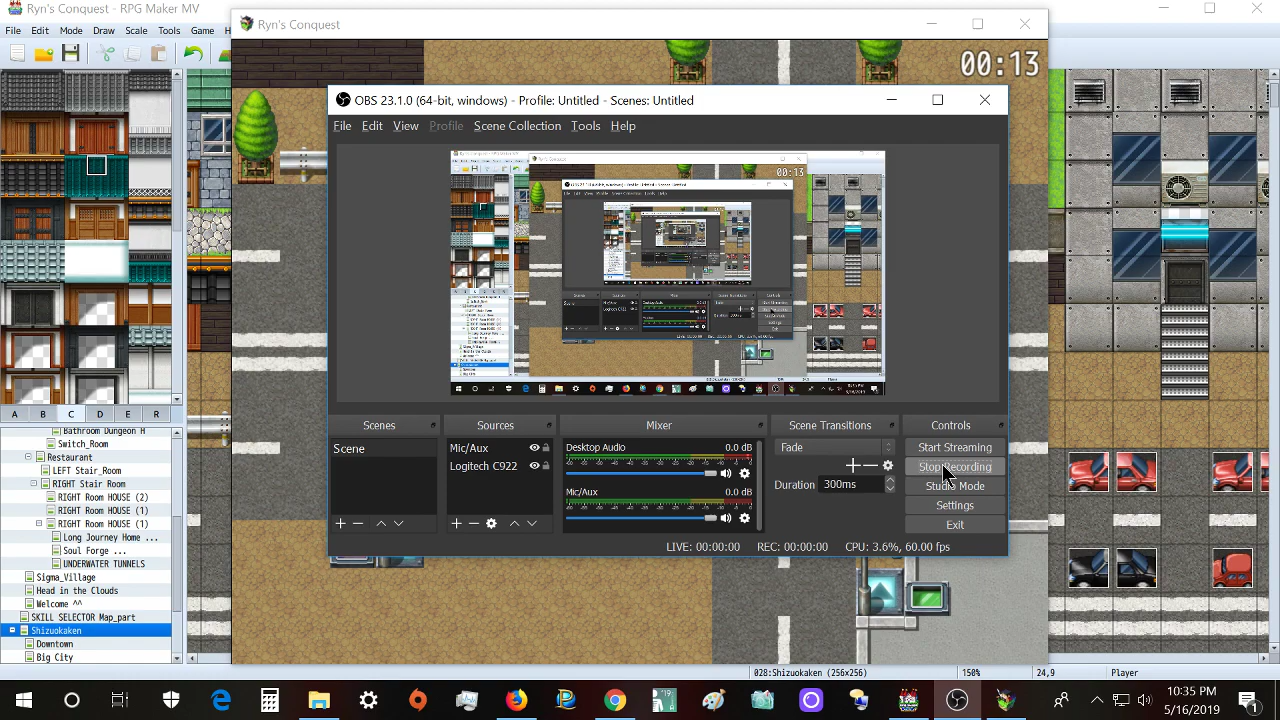 Ryn's Conquest - RPG Maker MV
File Edit Mode Draw Scale Tools Game H
Ryn's Conquest
00:13
OBS 23.1.0 (64-bit, windows) - Profile: Untitled - Scenes: Untitled
File Edit View Profile Scene Collection Tools Help
00:13
Scenes
Scene
Sources
Mic/Aux
Logitech C922
Mixer
Desktop Audio 0.0 dB
Mic/Aux 0.0 dB
Scene Transitions
Fade
Duration 300ms
Controls
Start Streaming
Stop Recording
Studio Mode
Settings
Exit
LIVE: 00:00:00 REC: 00:00:00 CPU: 3.6%, 60.00 fps
A B C D E R
Bathroom Dungeon H
Switch_Room
Restaurant
LEFT Stair_Room
RIGHT Stair Room
RIGHT Room HOUSE (2)
RIGHT Room HOUSE (1)
RIGHT Room HOUSE (1)
Long Journey Home ...
Soul Forge ...
UNDERWATER TUNNELS
Sigma_Village
Head in the Clouds
Welcome ^^
SKILL SELECTOR Map_part
Shizuokaken
Downtown
Big City
028:Shizuokaken (256x256) 150% 24,9 Player
'19
10:35 PM
5/16/2019
1